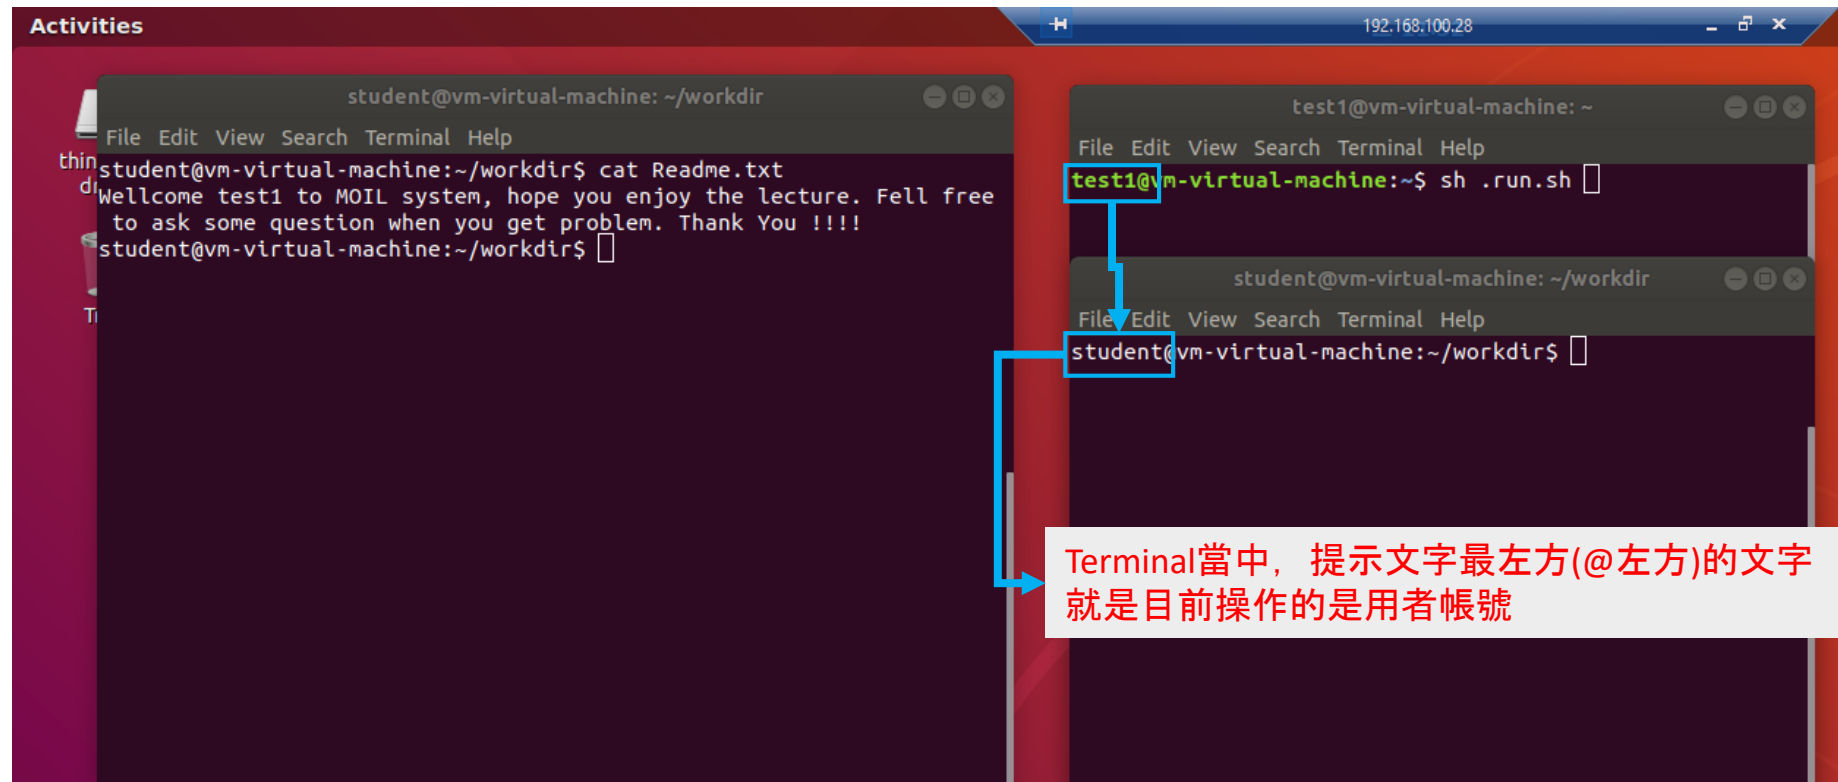 Activities
192.168.100.28
student@vm-virtual-machine: ~/workdir
File Edit View Search Terminal Help
student@vm-virtual-machine:~/workdir$ cat Readme.txt
Wellcome test1 to MOIL system, hope you enjoy the lecture. Fell free
to ask some question when you get problem. Thank You !!!!
student@vm-virtual-machine:~/workdir$
test1@vm-virtual-machine: ~
File Edit View Search Terminal Help
test1@vm-virtual-machine:~$ sh .run.sh
student@vm-virtual-machine: ~/workdir
File Edit View Search Terminal Help
student@vm-virtual-machine:~/workdir$
Terminal當中，提示文字最左方(@左方)的文字
就是目前操作的是用者帳號